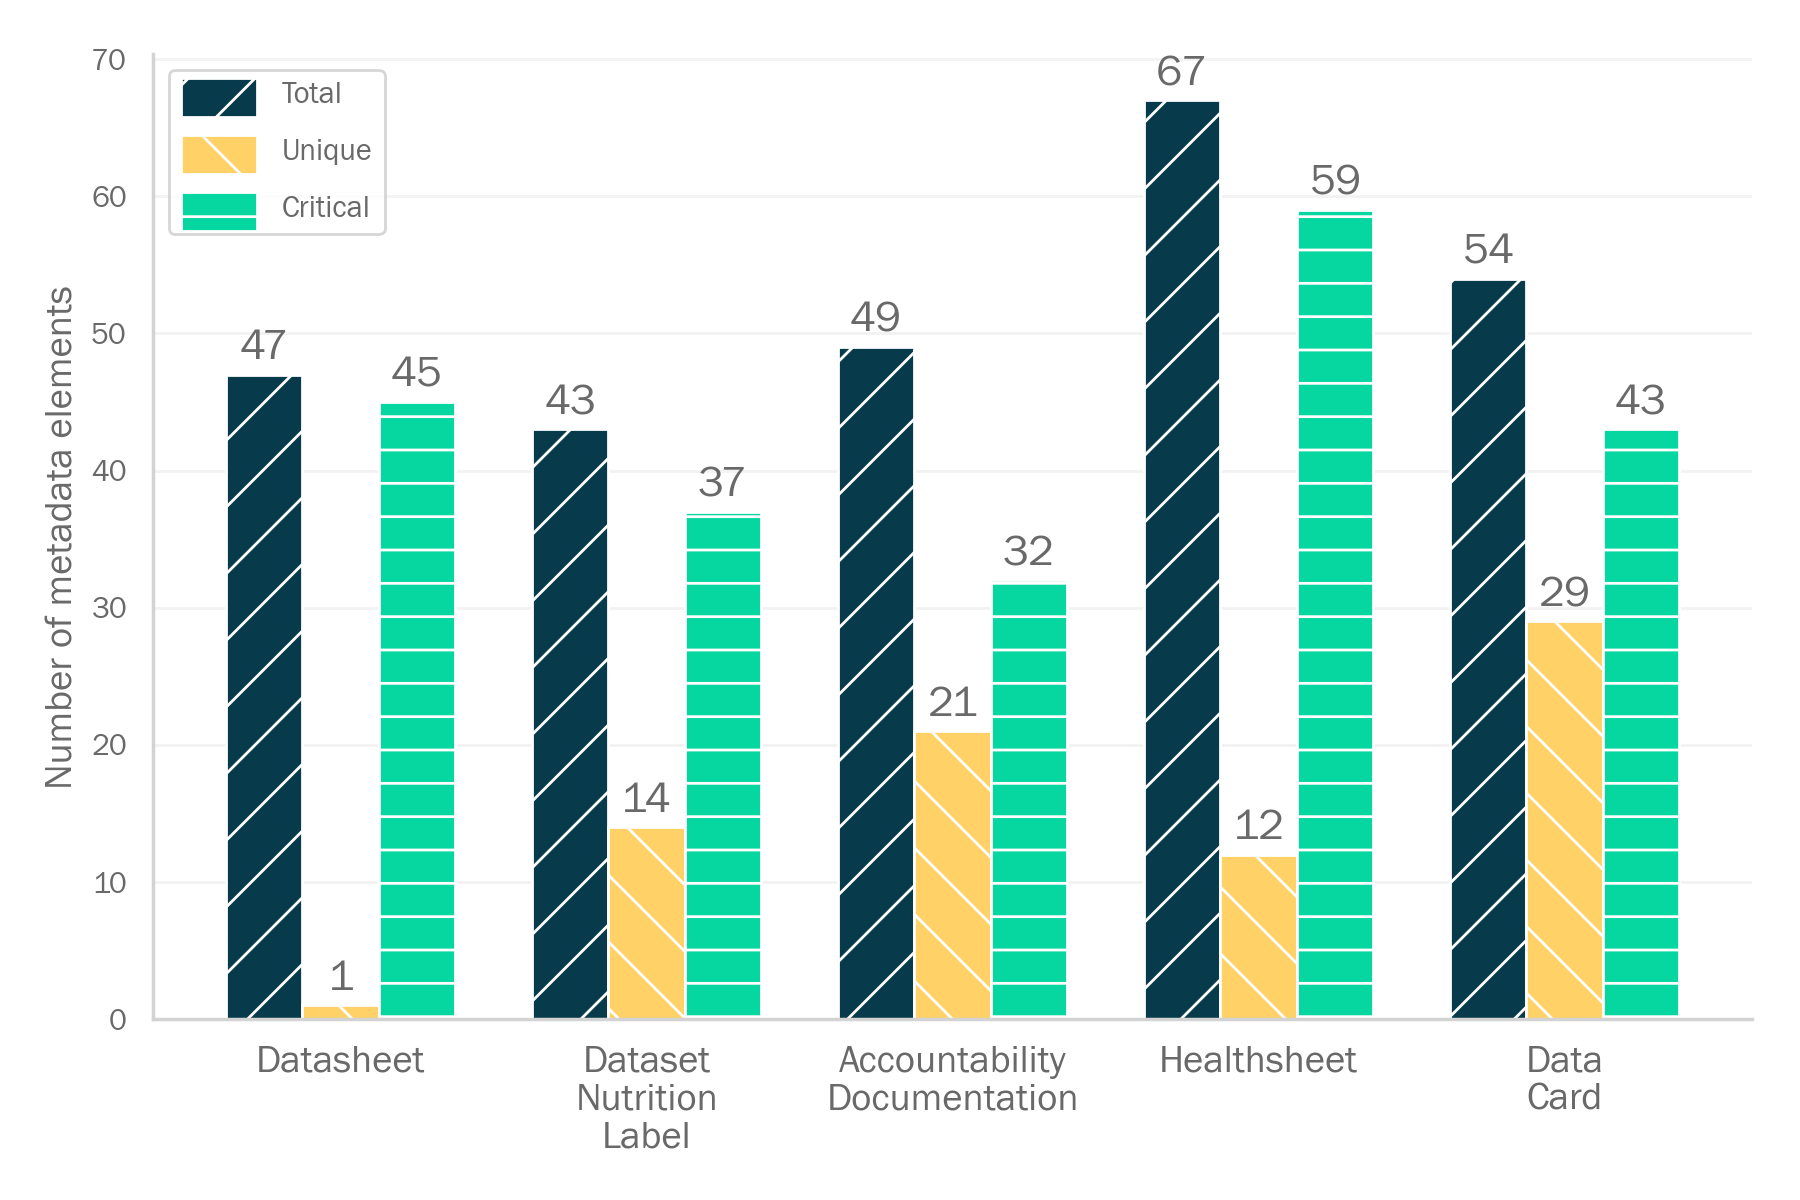 70
60
50
40
30
20
10
0
Number of metadata elements
Total
Unique
Critical
47
1
45
43
14
37
49
21
32
67
12
59
54
29
43
Datasheet
Dataset
Nutrition
Label
Accountability
Documentation
Healthsheet
Data
Card